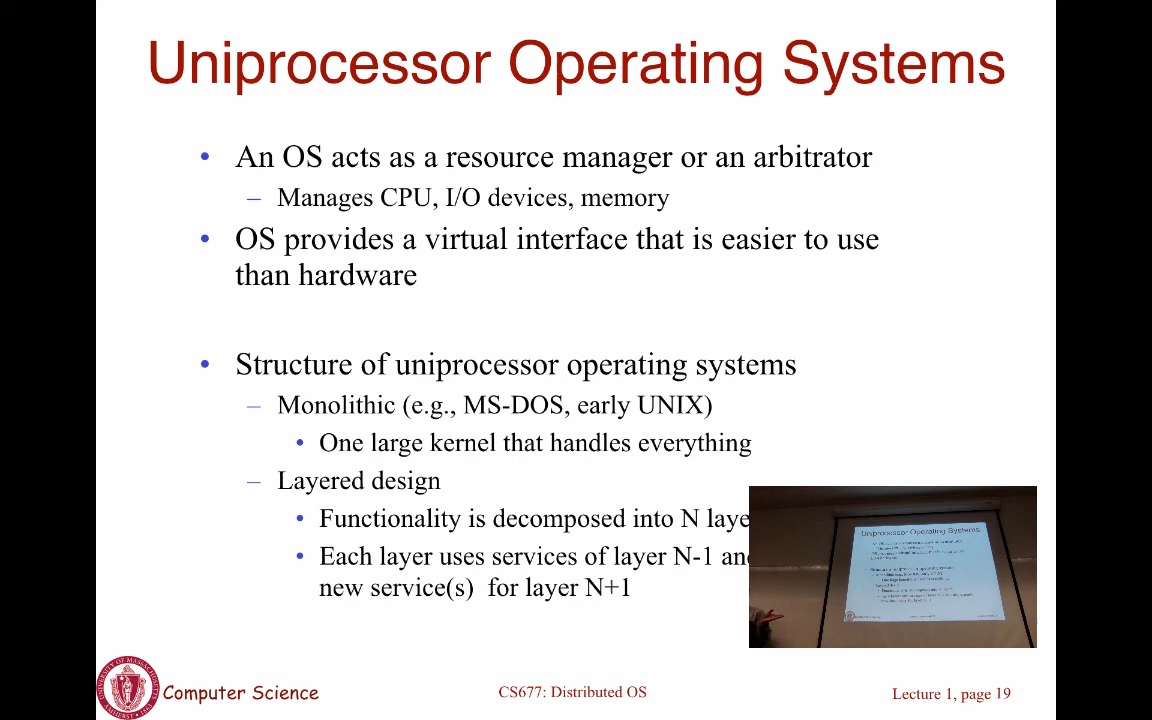 Uniprocessor Operating Systems
• An OS acts as a resource manager or an arbitrator
– Manages CPU, I/O devices, memory
• OS provides a virtual interface that is easier to use
than hardware
• Structure of uniprocessor operating systems
– Monolithic (e.g., MS-DOS, early UNIX)
• One large kernel that handles everything
– Layered design
• Functionality is decomposed into N
• Each layer uses services of layer N-1
new service(s) for layer N+1
Uniprocessor Operating Systems
Computer Science
CS677: Distributed OS
Lecture 1, page 19